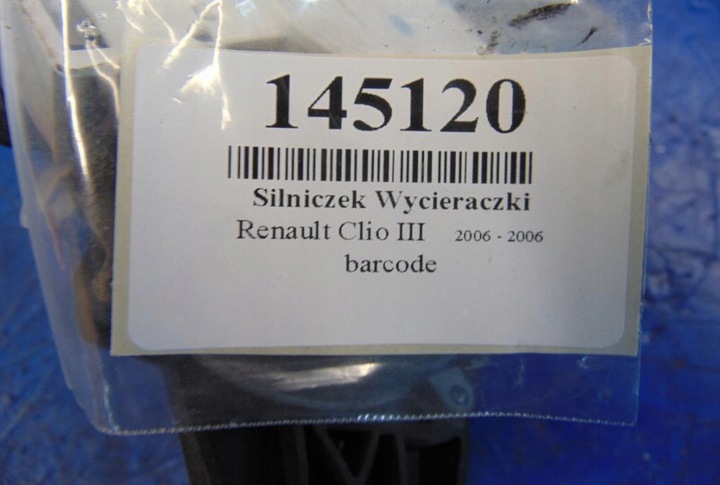 145120
Silniczek Wycieraczki
Renault Clio III 2006 - 2006
barcode